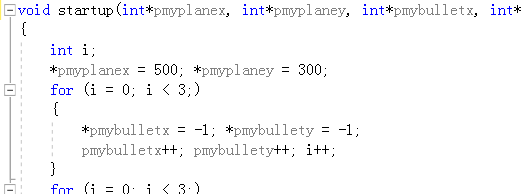 void startup(int*pmyplanex, int*pmyplaney, int*pmybulletx, int*
{
int i;
*pmyplanex = 500; *pmyplaney = 300;
for (i = 0; i < 3;)
{
*pmybulletx = -1; *pmybullety = -1;
pmybulletx++; pmybullety++; i++;
}
for (i = 0; i < 3;)